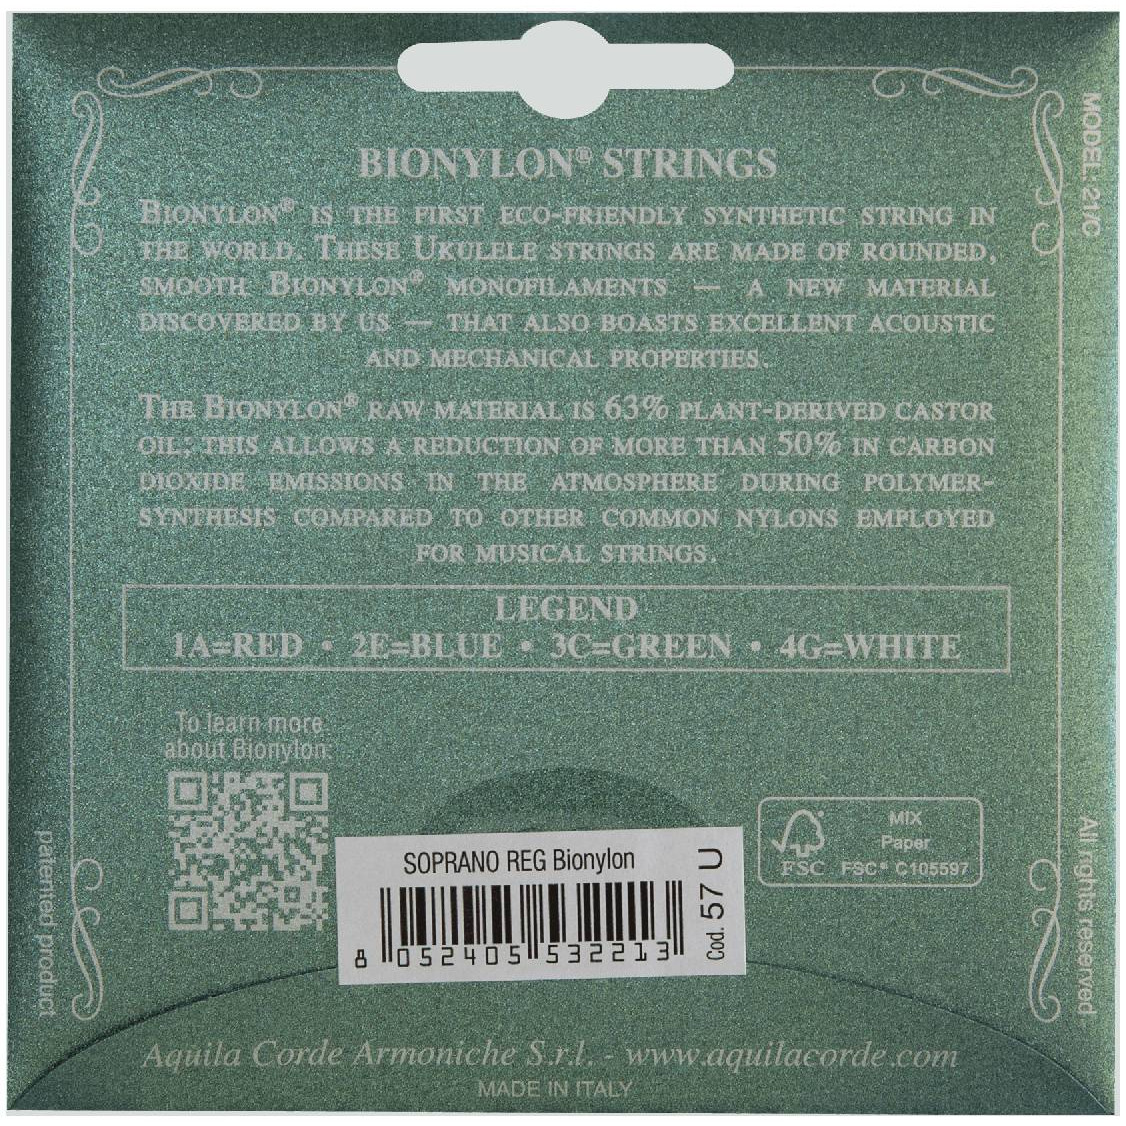 BIONYLON® STRINGS
BIONYLON® IS THE FIRST ECO-FRIENDLY SYNTHETIC STRING IN
THE WORLD. THESE UKULELE STRINGS ARE MADE OF ROUNDED,
SMOOTH BIONYLON® MONOFILAMENTS — A NEW MATERIAL
DISCOVERED BY US — THAT ALSO BOASTS EXCELLENT ACOUSTIC
AND MECHANICAL PROPERTIES.
THE BIONYLON® RAW MATERIAL IS 63% PLANT-DERIVED CASTOR
OIL; THIS ALLOWS A REDUCTION OF MORE THAN 50% IN CARBON
DIOXIDE EMISSIONS IN THE ATMOSPHERE DURING POLYMER-
SYNTHESIS COMPARED TO OTHER COMMON NYLONS EMPLOYED
FOR MUSICAL STRINGS.
LEGEND
1A=RED • 2E=BLUE • 3C=GREEN • 4G=WHITE
To learn more
about Bionylon:
SOPRANO REG Bionylon
8 052405 532213
Cod. 57 U
MIX
Paper
FSC® C105597
FSC
patented product
MODEL: 217C
All rights reserved
Aquila Corde Armoniche S.r.l. - www.aquilacorde.com
MADE IN ITALY